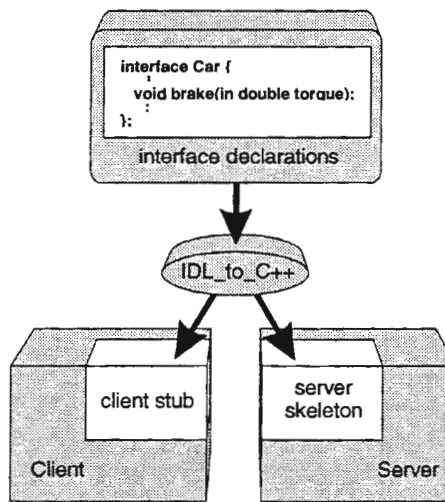 interface Car {
:
void brake(in double torque);
:
};
interface declarations
IDL_to_C++
client stub
server
skeleton
Client
Server